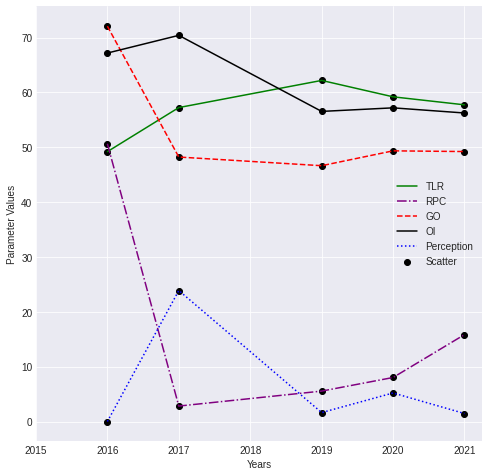 Parameter Values
70
60
50
40
30
20
10
0
2015 2016 2017 2018 2019 2020 2021
Years
TLR
RPC
GO
OI
Perception
Scatter